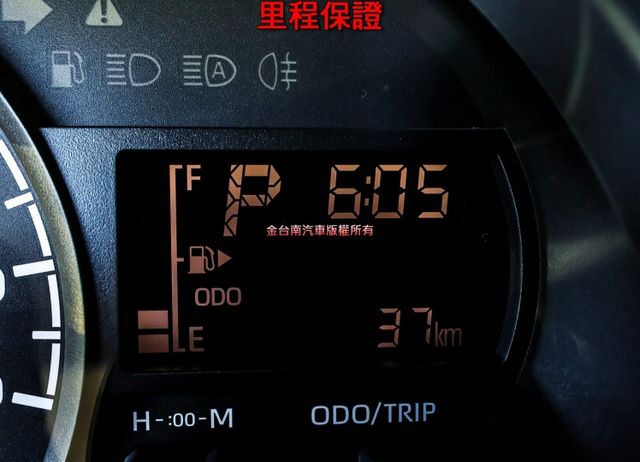 里程保證
A
F P 6:05
金台南汽車版權所有
ODO
E 37km
H-:00-M ODO/TRIP